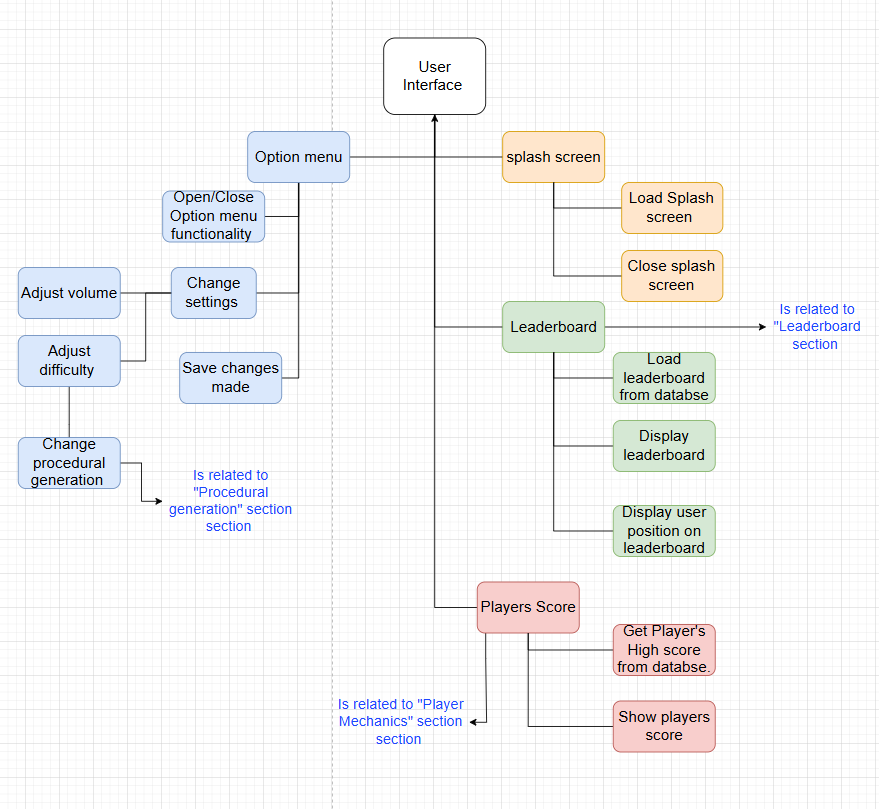 User
Interface
Option menu
splash screen
Open/Close
Option menu
functionality
Load Splash
screen
Close splash
screen
Adjust volume
Change
settings
Leaderboard
Is related to
"Leaderboard
section
Adjust
difficulty
Save changes
made
Load
leaderboard
from databse
Display
leaderboard
Change
procedural
generation
Is related to
"Procedural
generation" section
section
Display user
position on
leaderboard
Players Score
Get Player's
High score
from databse.
Is related to "Player
Mechanics" section
section
Show players
score